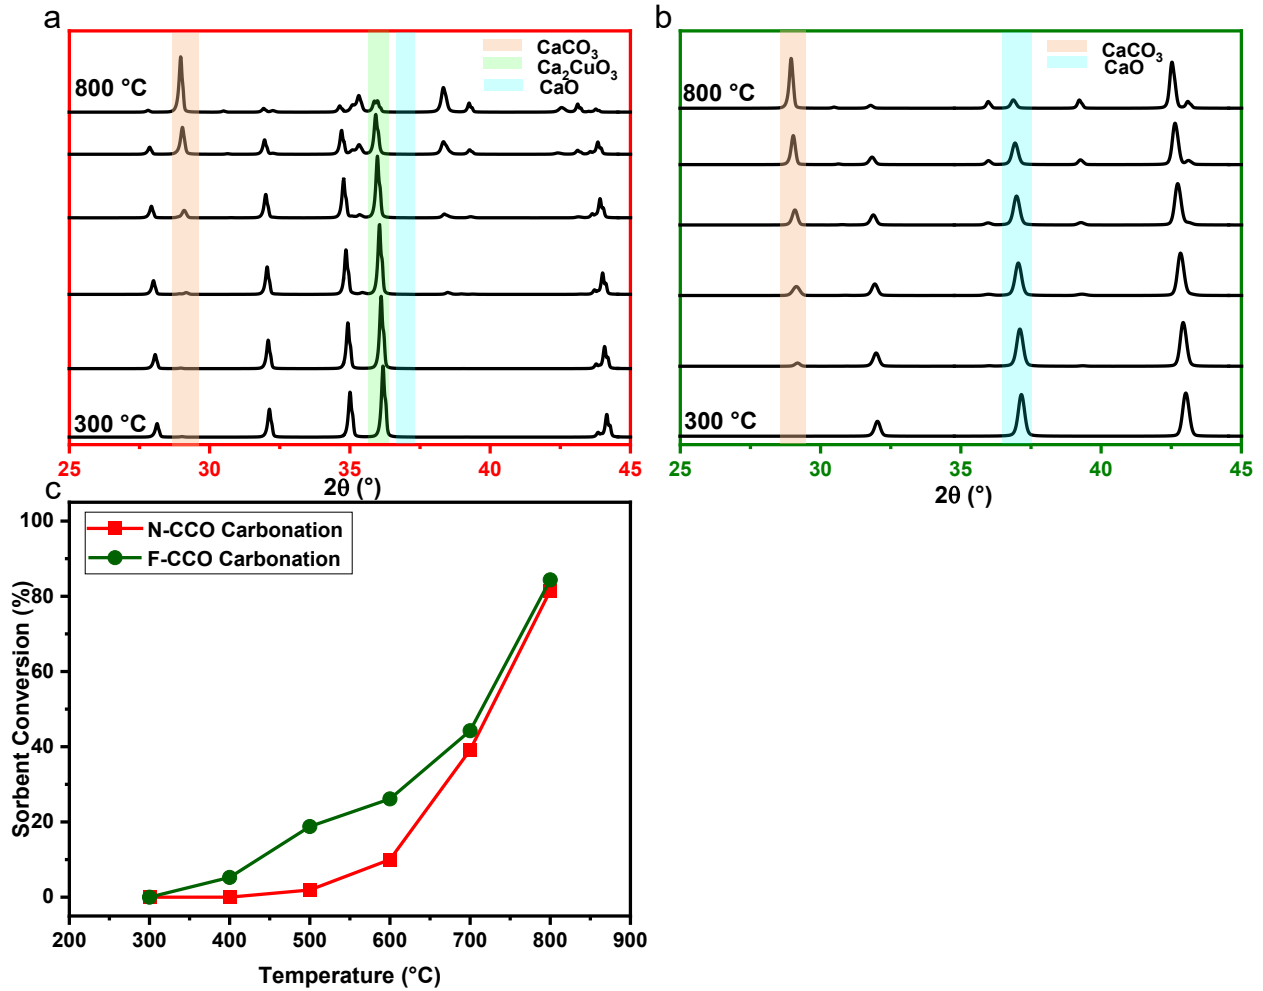 a
CaCO₃
Ca₂CuO₃
CaO
800 °C
300 °C
25 30 35 40 45
2θ (°)
b
CaCO₃
CaO
800 °C
300 °C
25 30 35 40 45
2θ (°)
c
N-CCO Carbonation
F-CCO Carbonation
100
80
60
40
20
0
Sorbent Conversion (%)
200 300 400 500 600 700 800 900
Temperature (°C)